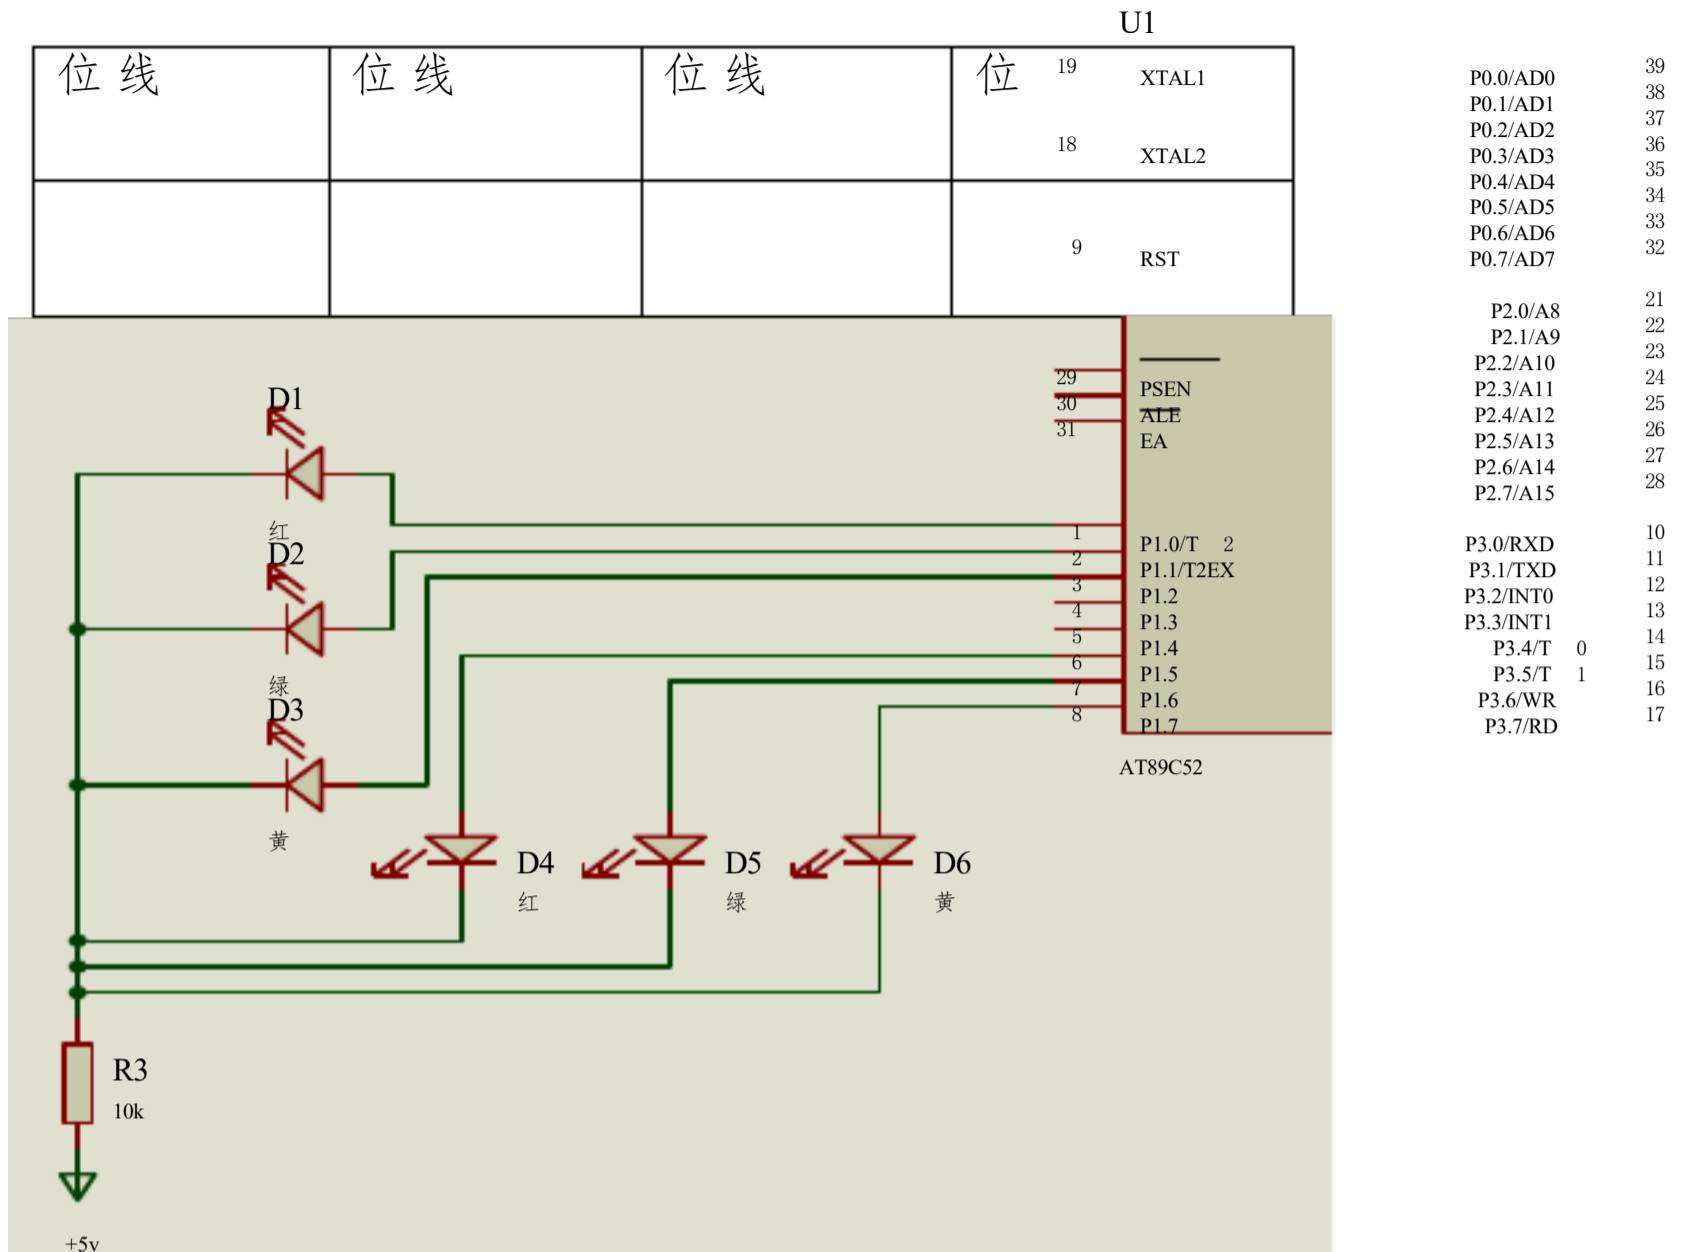 U1
位 线
位 线
位 线
位
19
XTAL1
18
XTAL2
9
RST
29
PSEN
30
ALE
31
EA
1
P1.0/T 2
2
P1.1/T2EX
3
P1.2
4
P1.3
5
P1.4
6
P1.5
7
P1.6
8
P1.7
AT89C52
39
P0.0/AD0
38
P0.1/AD1
37
P0.2/AD2
36
P0.3/AD3
35
P0.4/AD4
34
P0.5/AD5
33
P0.6/AD6
32
P0.7/AD7
21
P2.0/A8
22
P2.1/A9
23
P2.2/A10
24
P2.3/A11
25
P2.4/A12
26
P2.5/A13
27
P2.6/A14
28
P2.7/A15
10
P3.0/RXD
11
P3.1/TXD
12
P3.2/INT0
13
P3.3/INT1
14
P3.4/T 0
15
P3.5/T 1
16
P3.6/WR
17
P3.7/RD
D1
红
D2
绿
D3
黄
D4
红
D5
绿
D6
黄
R3
10k
+5v